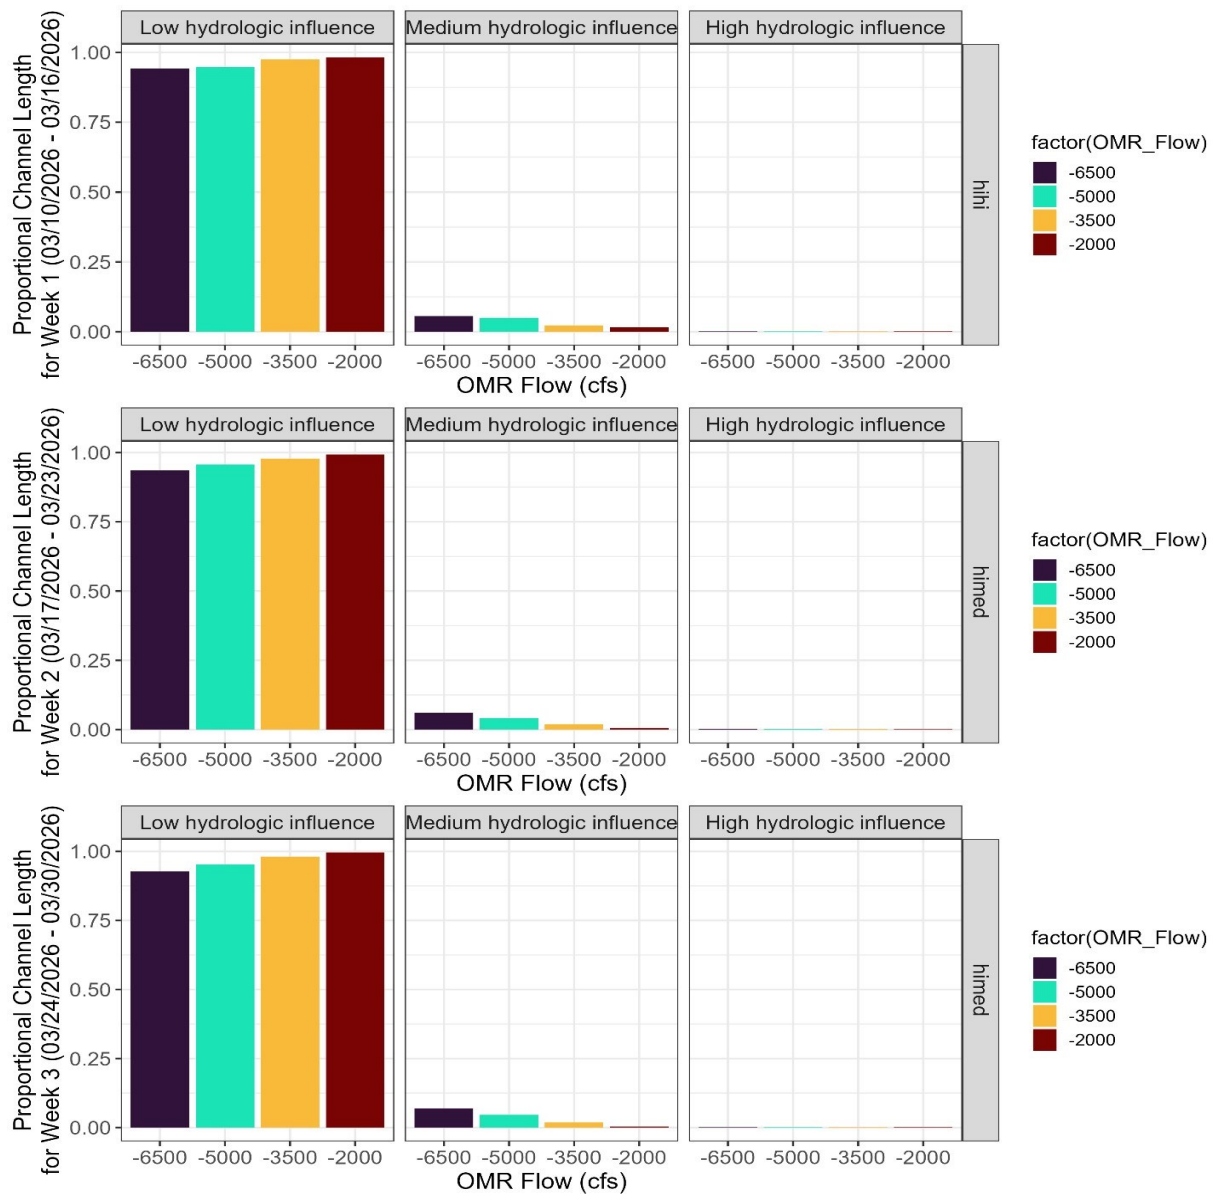 Low hydrologic influence
Medium hydrologic influence
High hydrologic influence
Proportional Channel Length
for Week 1 (03/10/2026 - 03/16/2026)
1.00
0.75
0.50
0.25
0.00
hihi
-6500 -5000 -3500 -2000
-6500 -5000 -3500 -2000
-6500 -5000 -3500 -2000
OMR Flow (cfs)
factor(OMR_Flow)
-6500
-5000
-3500
-2000
Low hydrologic influence
Medium hydrologic influence
High hydrologic influence
Proportional Channel Length
for Week 2 (03/17/2026 - 03/23/2026)
1.00
0.75
0.50
0.25
0.00
himed
-6500 -5000 -3500 -2000
-6500 -5000 -3500 -2000
-6500 -5000 -3500 -2000
OMR Flow (cfs)
factor(OMR_Flow)
-6500
-5000
-3500
-2000
Low hydrologic influence
Medium hydrologic influence
High hydrologic influence
Proportional Channel Length
for Week 3 (03/24/2026 - 03/30/2026)
1.00
0.75
0.50
0.25
0.00
himed
-6500 -5000 -3500 -2000
-6500 -5000 -3500 -2000
-6500 -5000 -3500 -2000
OMR Flow (cfs)
factor(OMR_Flow)
-6500
-5000
-3500
-2000